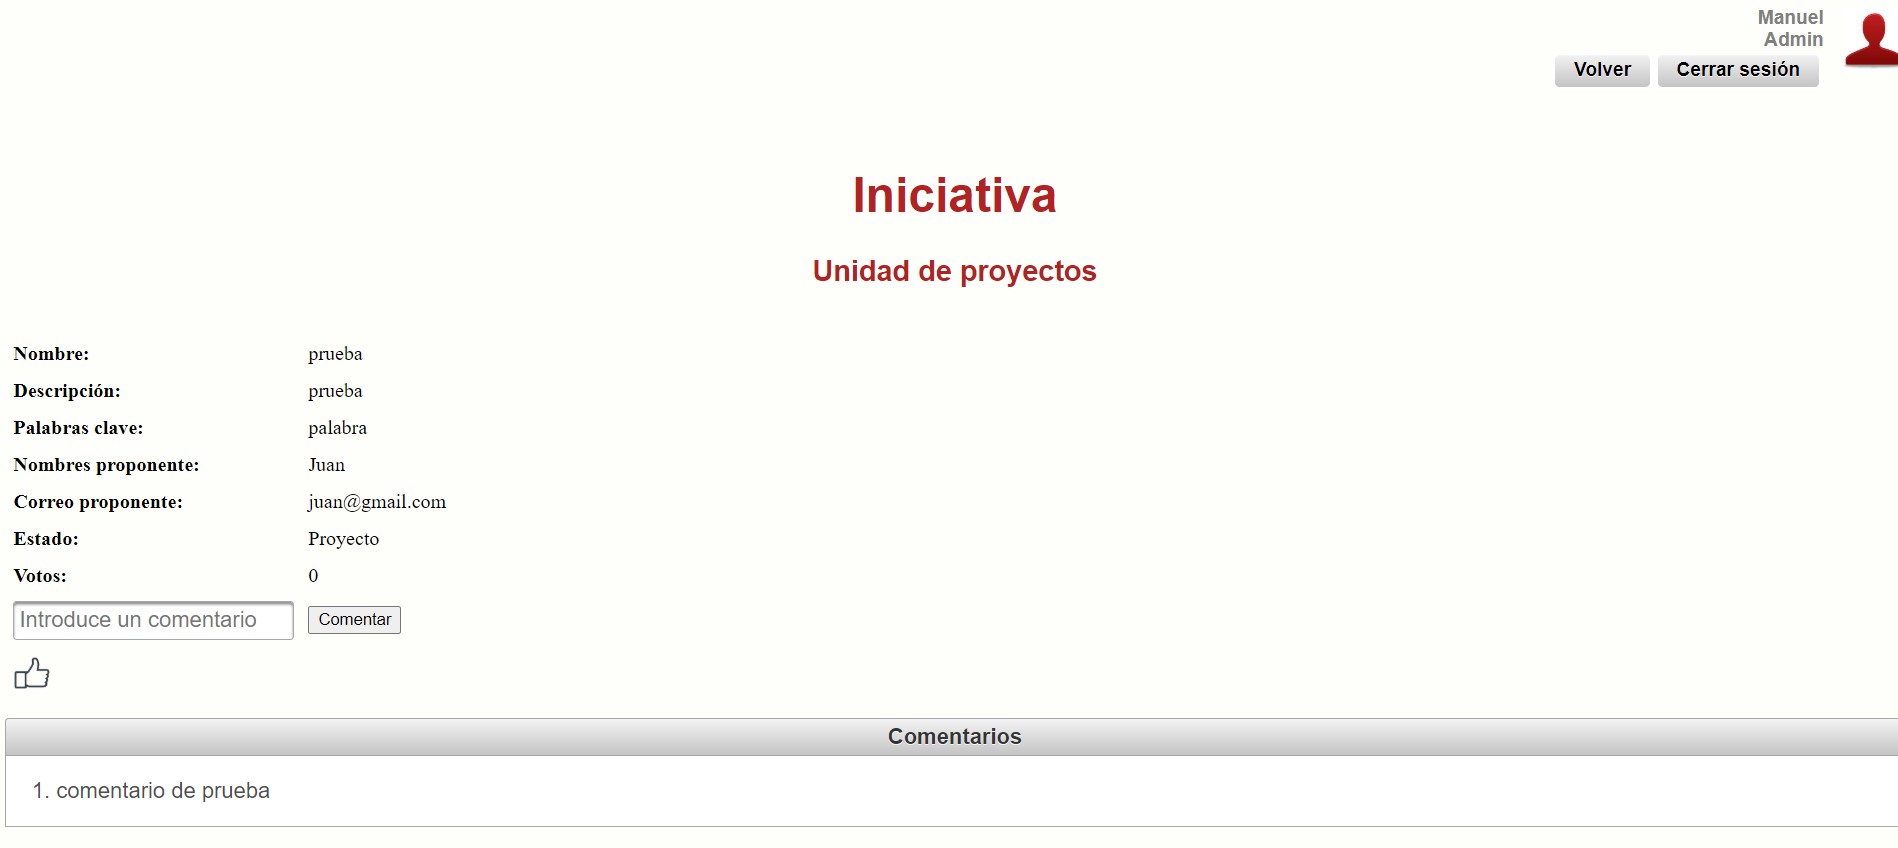 Manuel
Admin
Volver Cerrar sesión
Iniciativa
Unidad de proyectos
Nombre: prueba
Descripción: prueba
Palabras clave: palabra
Nombres proponente: Juan
Correo proponente: juan@gmail.com
Estado: Proyecto
Votos: 0
Introduce un comentario Comentar
Comentarios
1. comentario de prueba